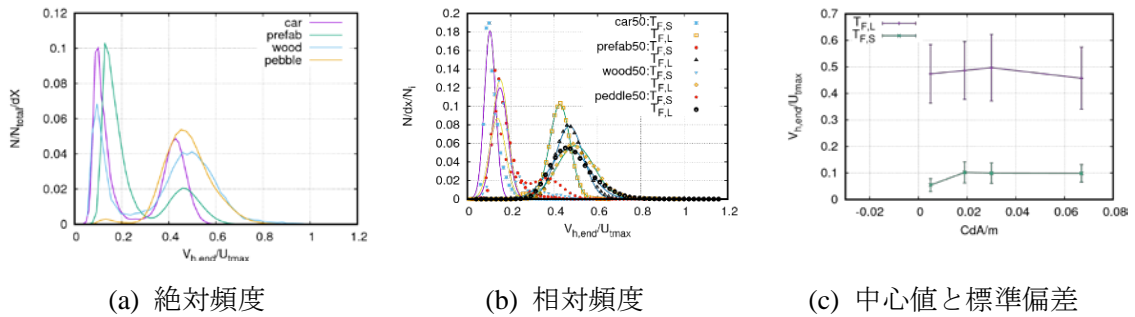 car
prefab
wood
pebble
N/N_total/dX
0.12
0.1
0.08
0.06
0.04
0.02
0
0 0.2 0.4 0.6 0.8 1 1.2
V_h,end/U_tmax
(a) 絶対頻度
car50:T_F,S
T_F,L
prefab50:T_F,S
T_F,L
wood50:T_F,S
T_F,L
peddle50:T_F,S
T_F,L
N/dx/N_i
0.2
0.18
0.16
0.14
0.12
0.1
0.08
0.06
0.04
0.02
0
0 0.2 0.4 0.6 0.8 1 1.2
V_h,end/U_tmax
(b) 相対頻度
T_F,L
T_F,S
V_h,end/U_tmax
0.7
0.6
0.5
0.4
0.3
0.2
0.1
0
-0.02 0 0.02 0.04 0.06 0.08
CdA/m
(c) 中心値と標準偏差